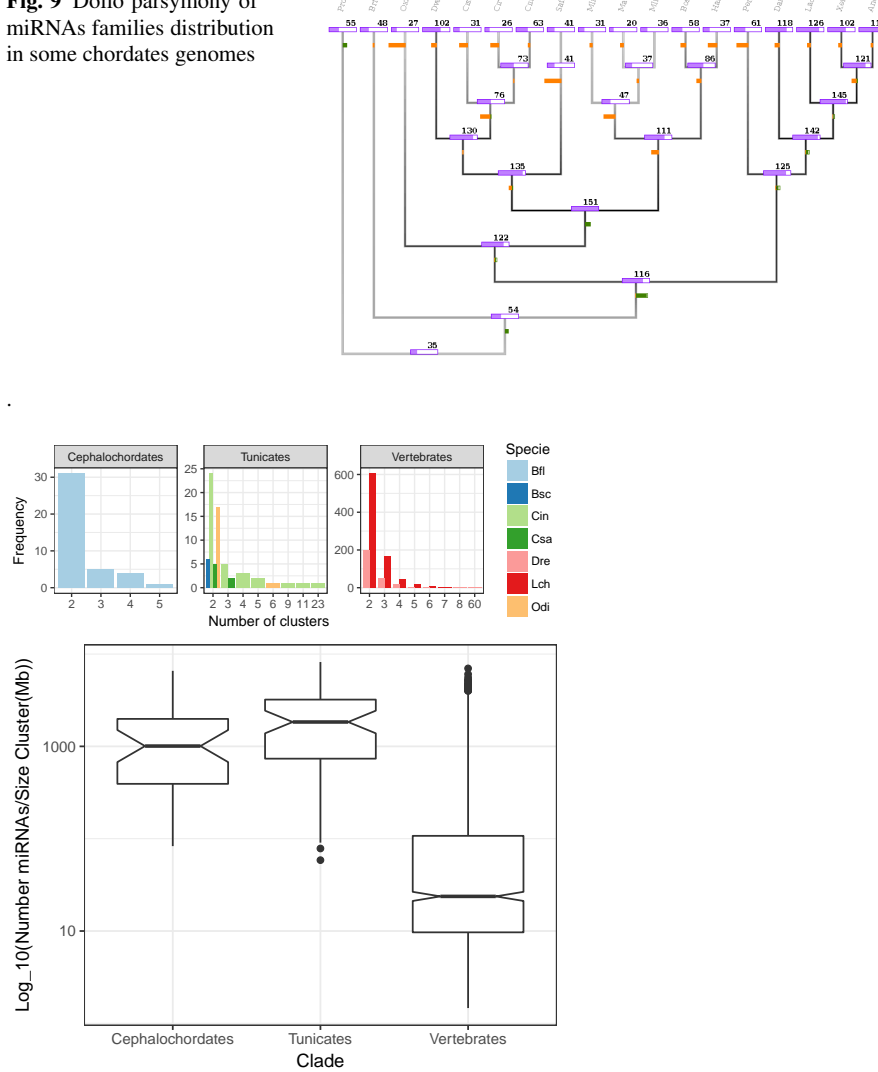 Fig. 9 Dollo parsymony of
miRNAs families distribution
in some chordates genomes
55 48 27 102 31 26 63 41 31 20 36 58 37 61 118 126 102
73 41 37 86 121
76 47 145
130 111 142
135 125
151
122
116
54
35
.
Cephalochordates Tunicates Vertebrates
Frequency
30
20
10
0
2 3 4 5
25
20
15
10
5
0
2 3 4 5 6 9 11 23
600
400
200
0
2 3 4 5 6 7 8 60
Number of clusters
Specie
Bfl
Bsc
Cin
Csa
Dre
Lch
Odi
Log_10(Number miRNAs/Size Cluster(Mb))
1000
10
Cephalochordates Tunicates Vertebrates
Clade